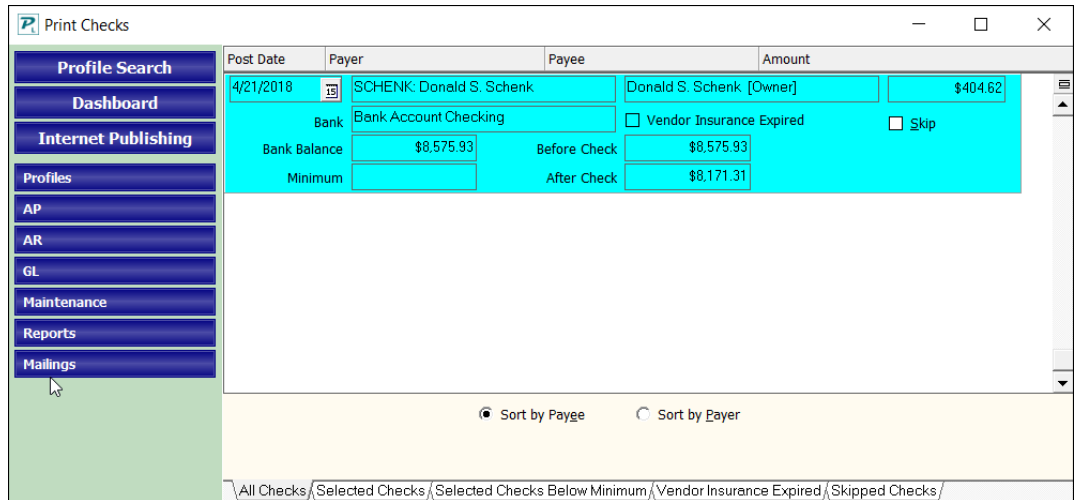 Print Checks
Profile Search
Dashboard
Internet Publishing
Profiles
AP
AR
GL
Maintenance
Reports
Mailings
Post Date Payer Payee Amount
4/21/2018 15 SCHENK: Donald S. Schenk Donald S. Schenk [Owner] $404.62
Bank Bank Account Checking Vendor Insurance Expired Skip
Bank Balance $8,575.93 Before Check $8,575.93
Minimum After Check $8,171.31
Sort by Payee Sort by Payer
All Checks Selected Checks Selected Checks Below Minimum Vendor Insurance Expired Skipped Checks